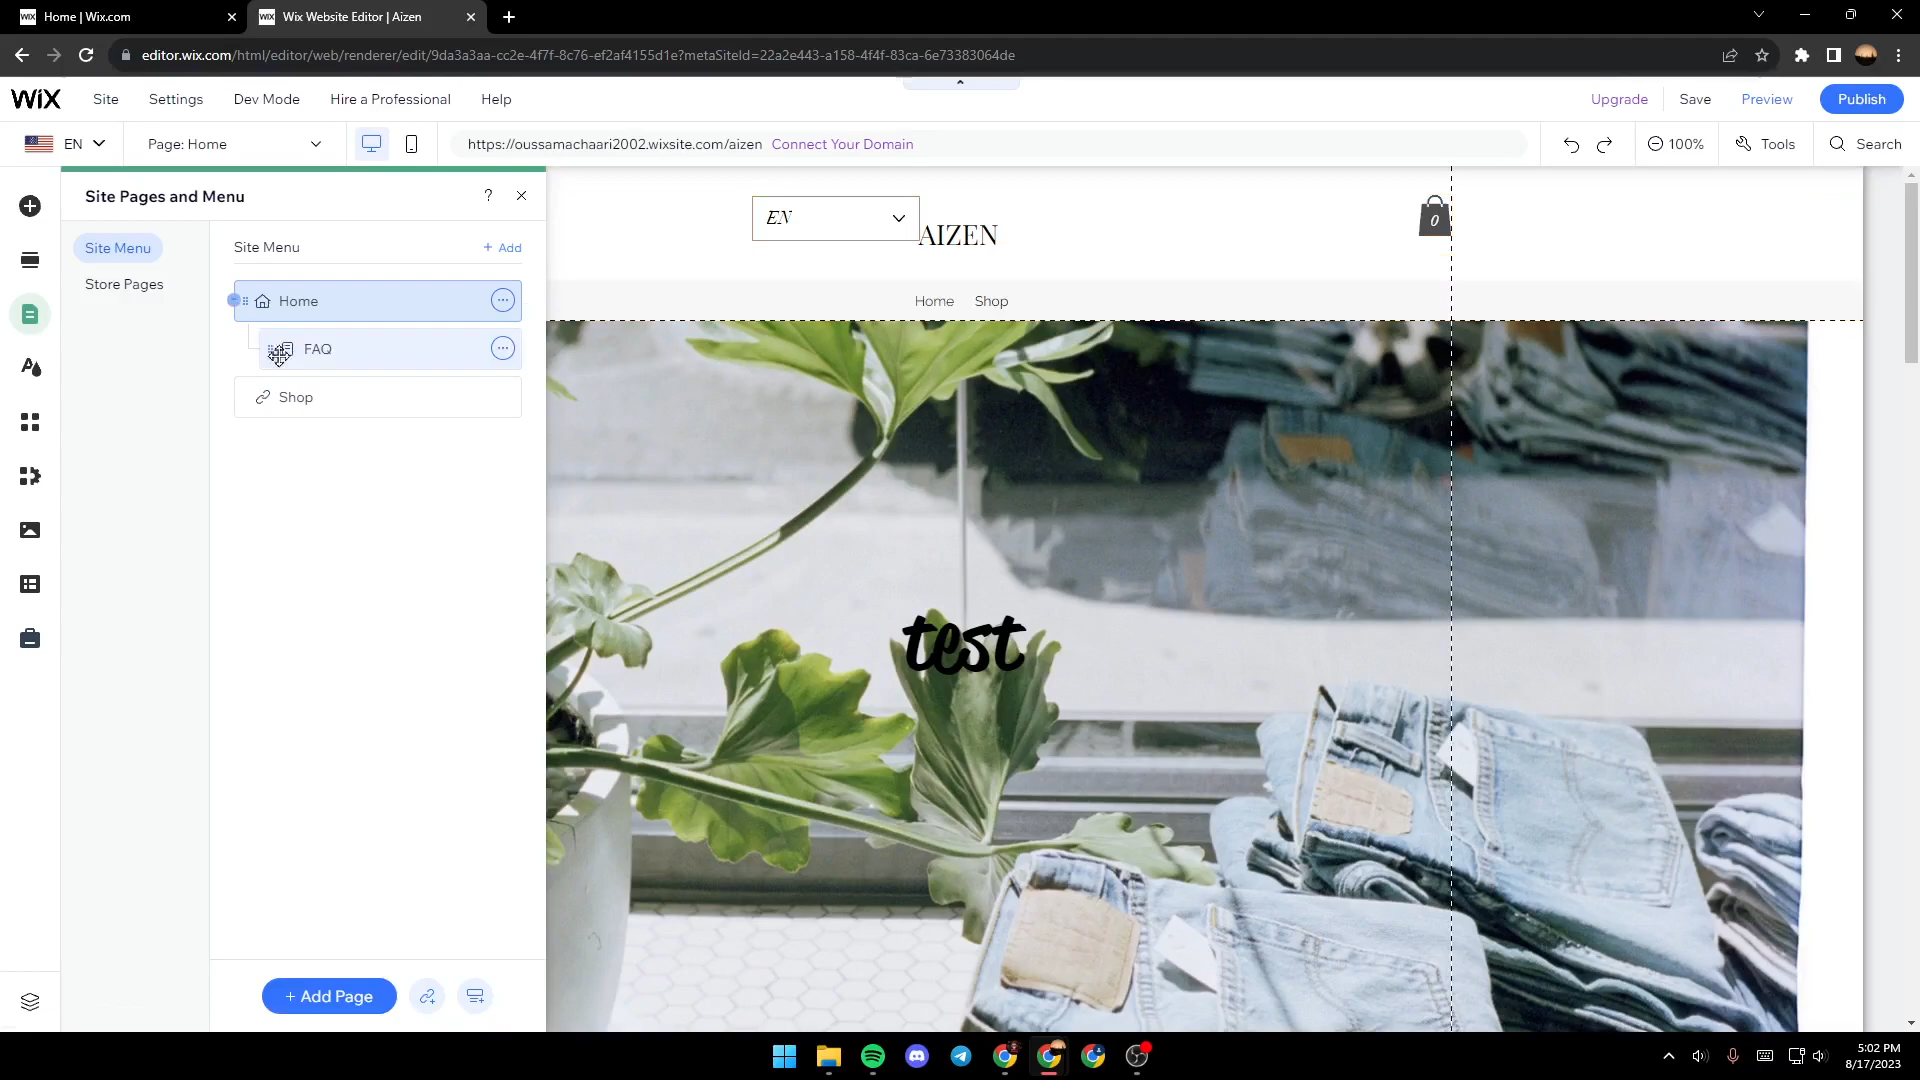 Home | Wix.com
Wix Website Editor | Aizen
editor.wix.com/html/editor/web/renderer/edit/9da3a3aa-cc2e-4f7f-8c76-ef2af4155d1e?metaSiteId=22a2e443-a158-4f4f-83ca-6e73383064de
WIX Site Settings Dev Mode Hire a Professional Help Upgrade Save Preview Publish
EN Page: Home https://oussamachaari2002.wixsite.com/aizen Connect Your Domain 100% Tools Search
Site Pages and Menu ?
Site Menu
Store Pages
Site Menu + Add
Home
FAQ
Shop
+ Add Page
EN
AIZEN
0
Home Shop
test
5:02 PM
8/17/2023